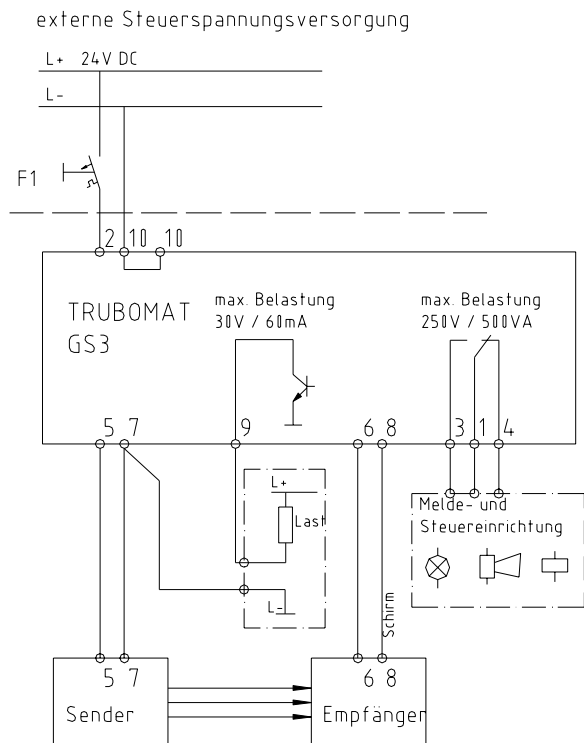 externe Steuerspannungsversorgung
L+ 24V DC
L-
F1
2 10 10
TRUBOMAT
GS3
max. Belastung
30V / 60mA
max. Belastung
250V / 500VA
5 7 9 6 8 3 1 4
L+
Last
L-
Melde- und
Steuereinrichtung
Schirm
5 7 6 8
Sender
Empfänger